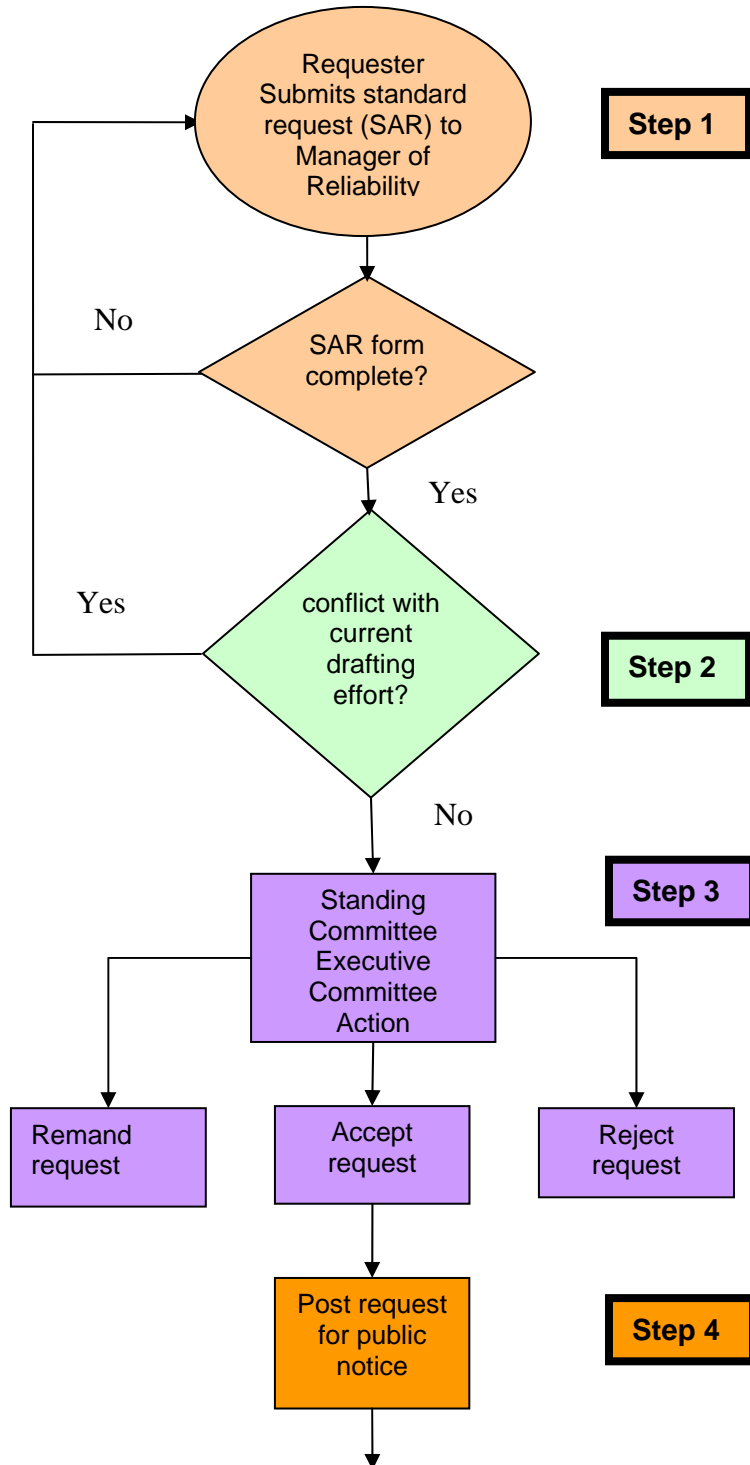 Requester
Submits standard
request (SAR) to
Manager of
Reliability
Step 1
No
SAR form
complete?
Yes
Yes
conflict with
current
drafting
effort?
Step 2
No
Standing
Committee
Executive
Committee
Action
Step 3
Remand
request
Accept
request
Reject
request
Post request
for public
notice
Step 4